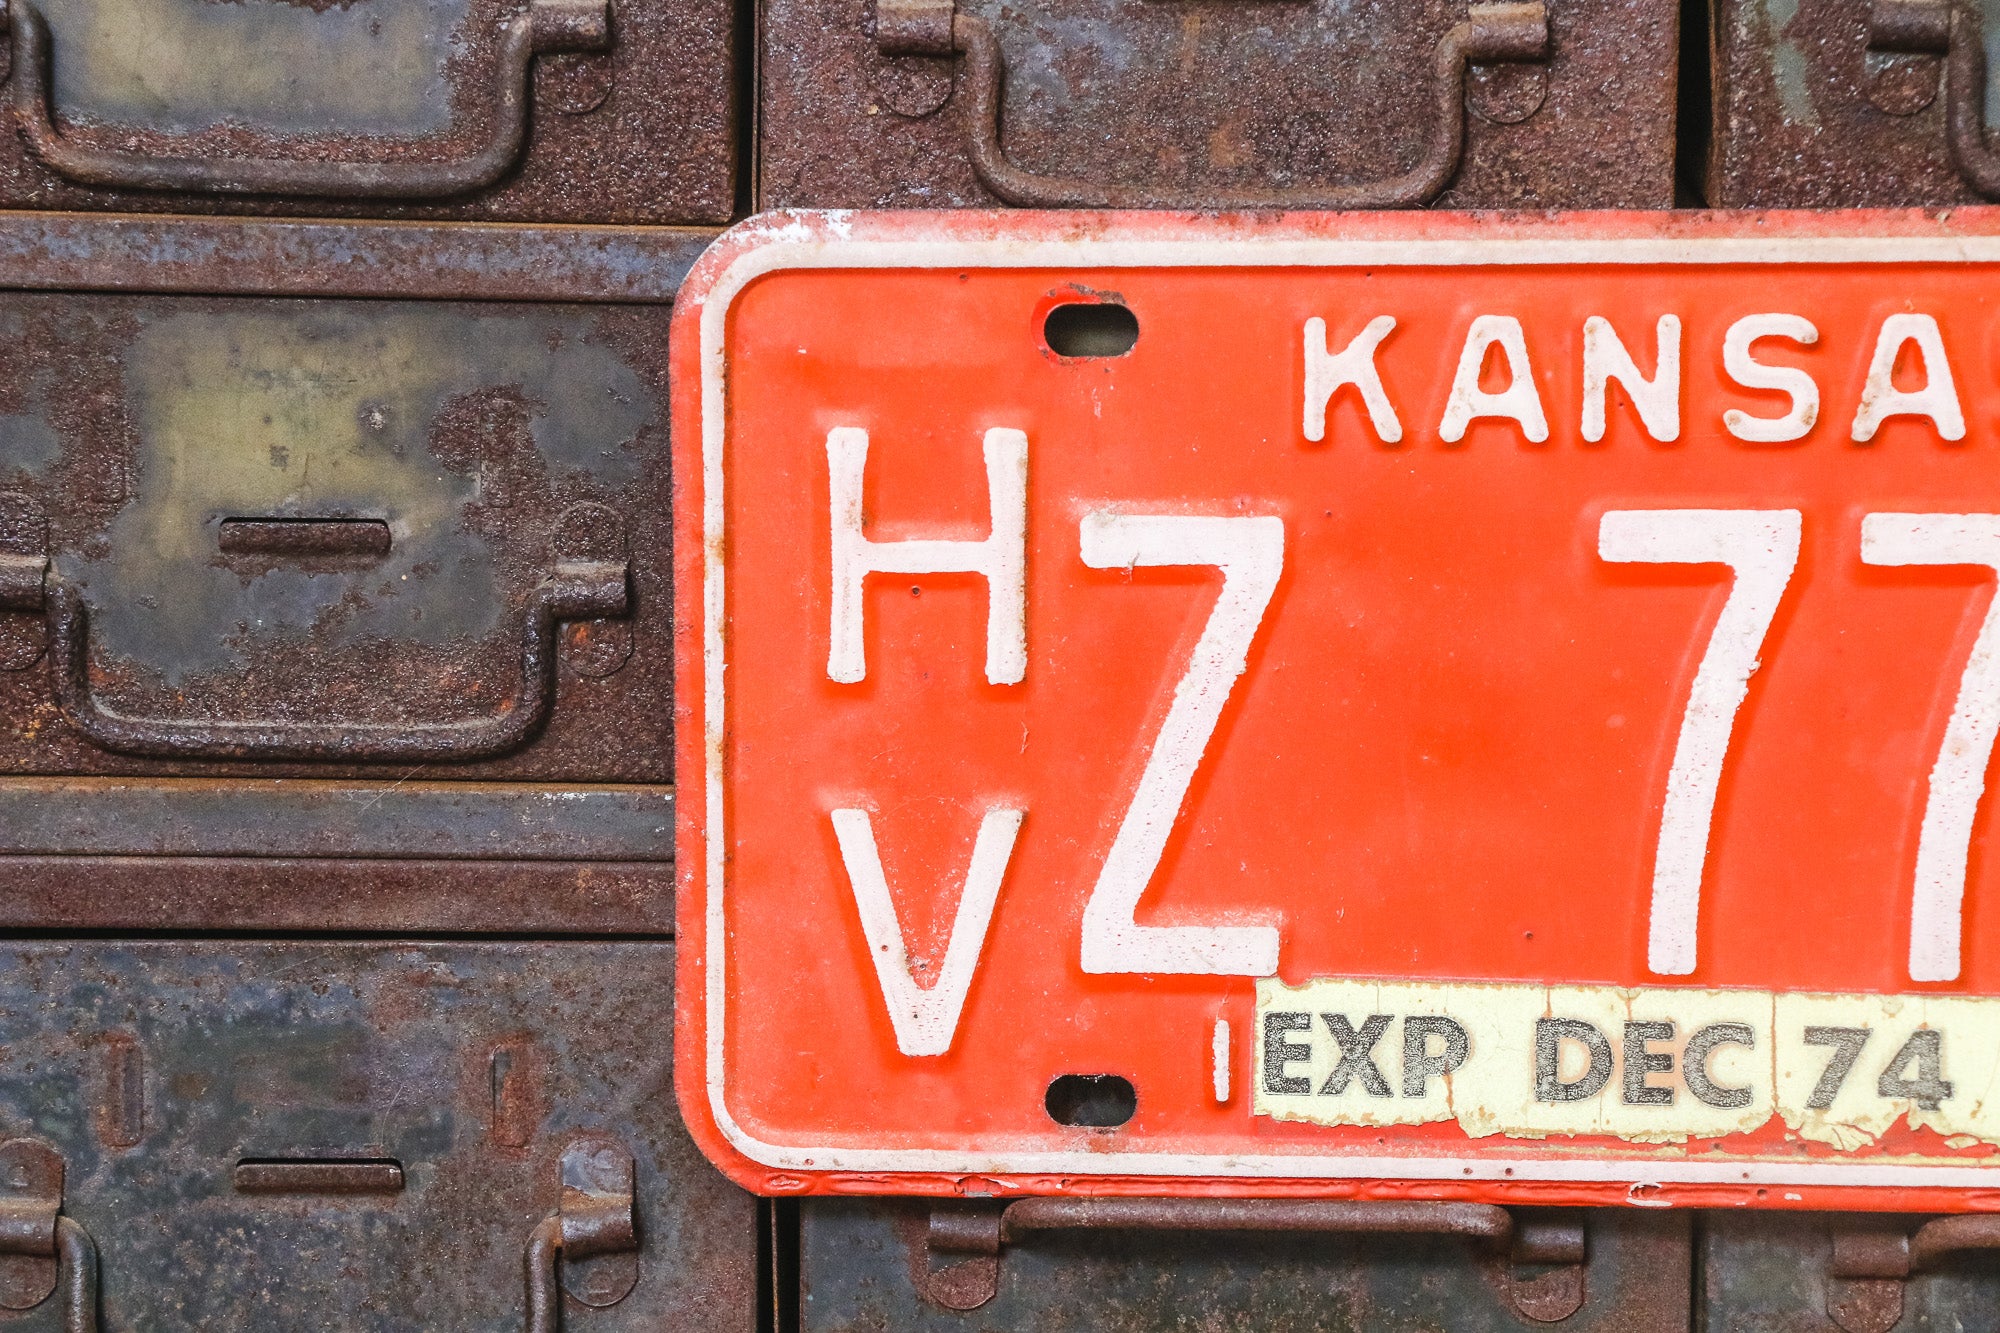 KANSA
H
V
Z 77
EXP DEC 74